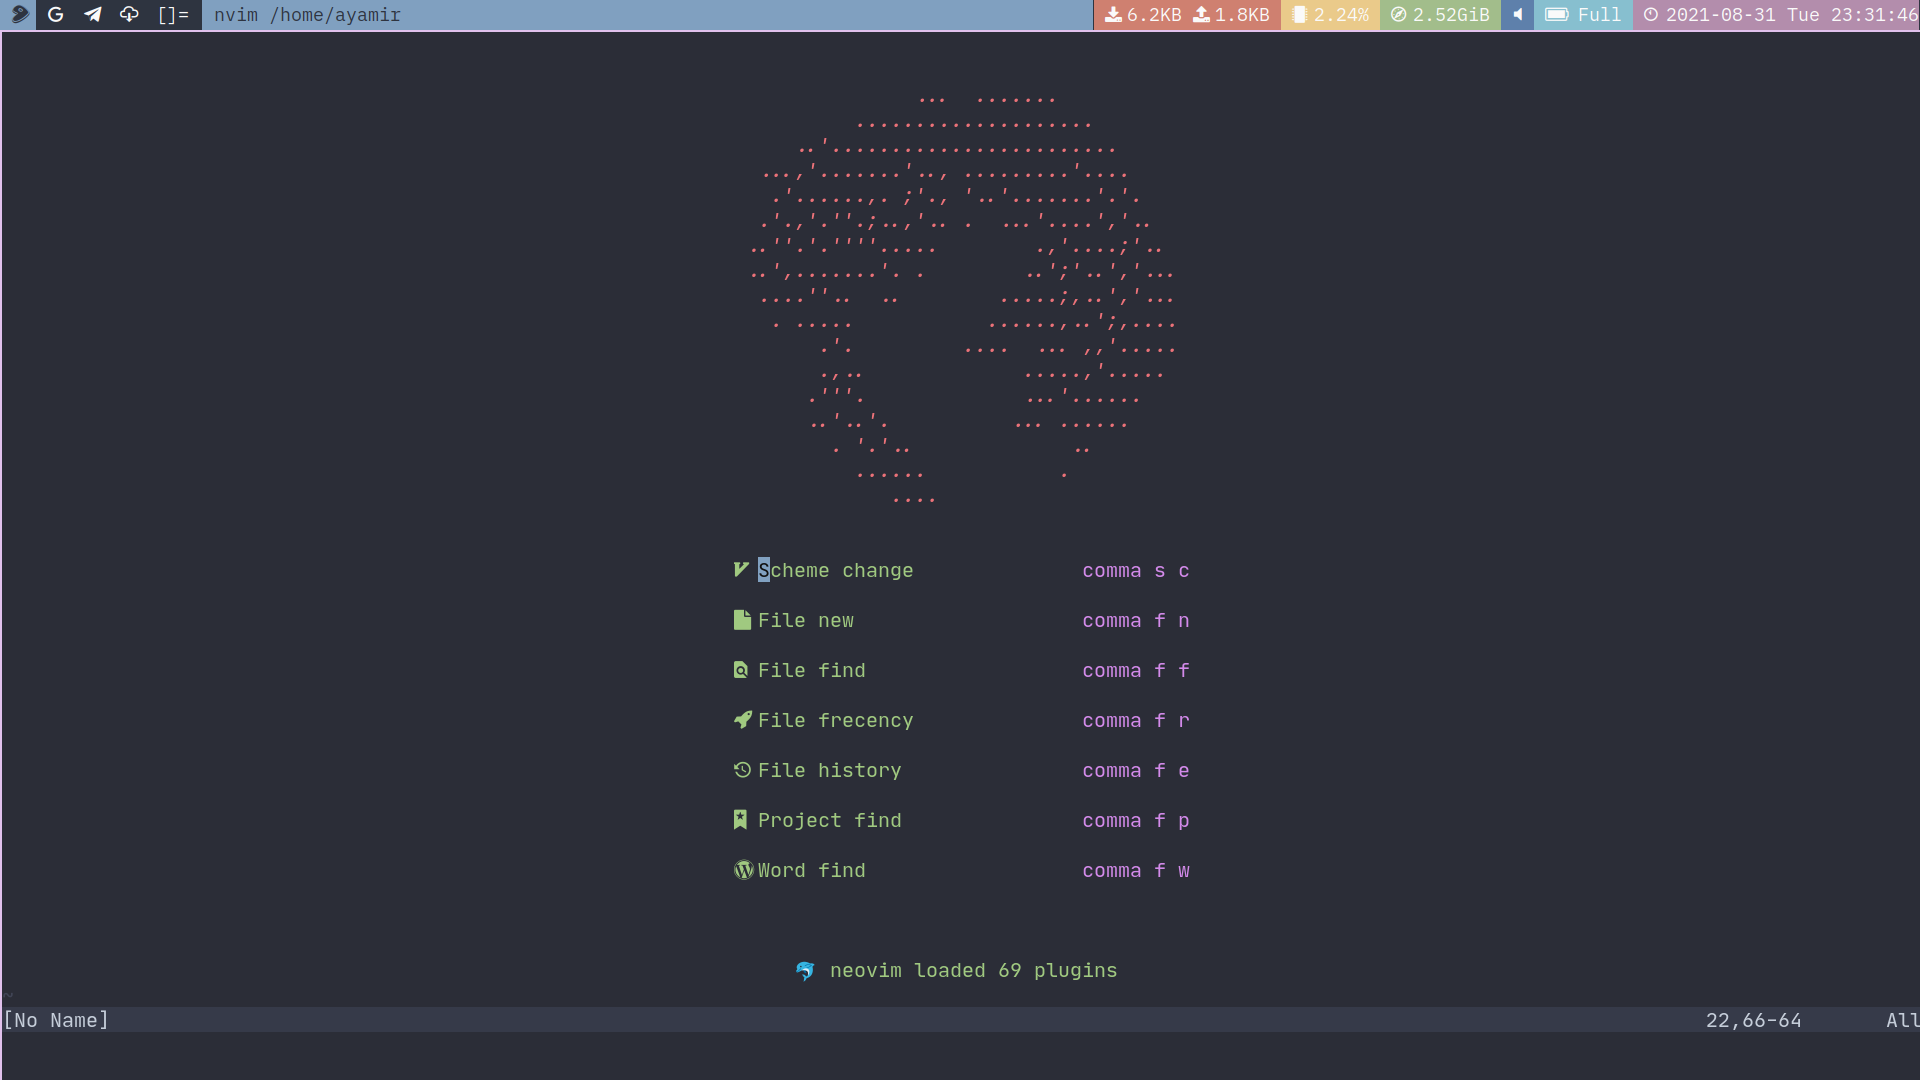 []= nvim /home/ayamir 6.2KB 1.8KB 2.24% 2.52GiB Full 2021-08-31 Tue 23:31:46
Scheme change comma s c
File new comma f n
File find comma f f
File frecency comma f r
File history comma f e
Project find comma f p
Word find comma f w
neovim loaded 69 plugins
~
[No Name] 22,66-64 All